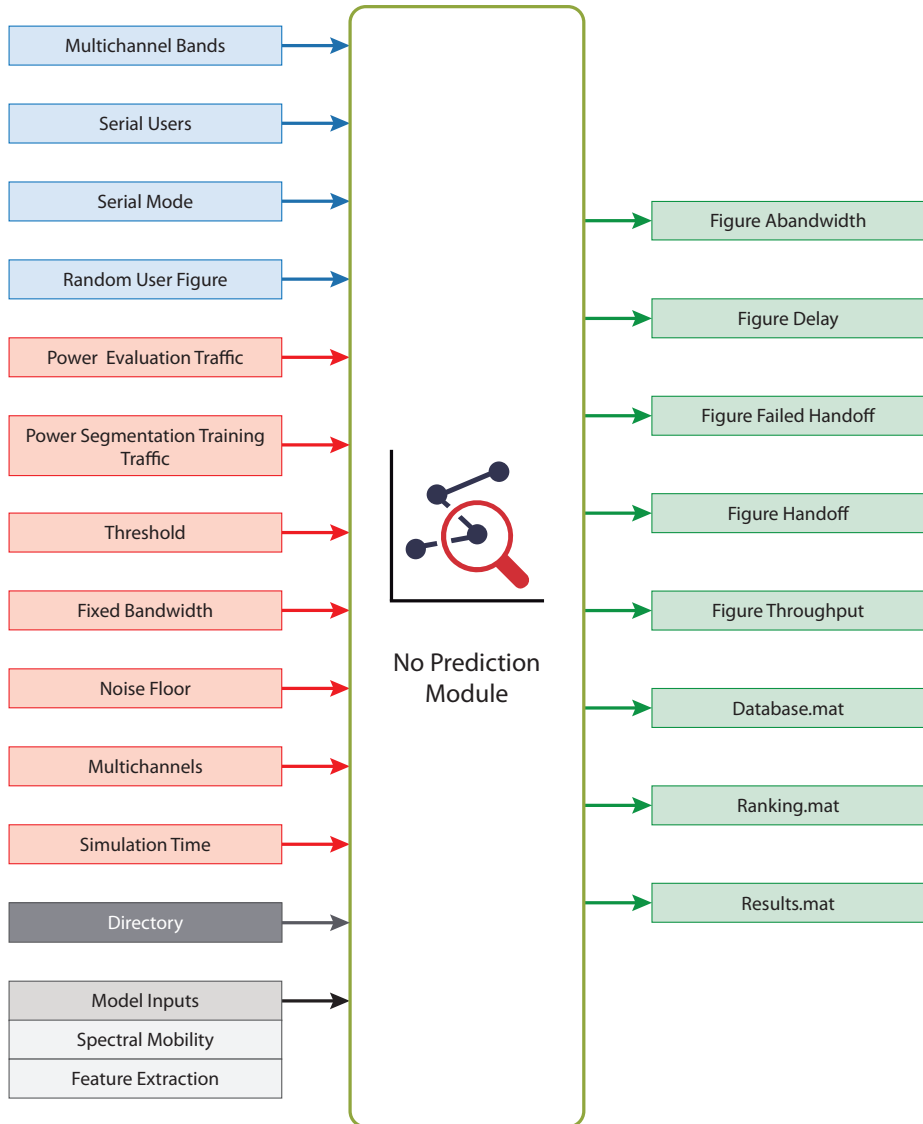 Multichannel Bands
Serial Users
Serial Mode
Random User Figure
Power Evaluation Traffic
Power Segmentation Training
Traffic
Threshold
Fixed Bandwidth
Noise Floor
Multichannels
Simulation Time
Directory
Model Inputs
Spectral Mobility
Feature Extraction
No Prediction
Module
Figure Abandwidth
Figure Delay
Figure Failed Handoff
Figure Handoff
Figure Throughput
Database.mat
Ranking.mat
Results.mat